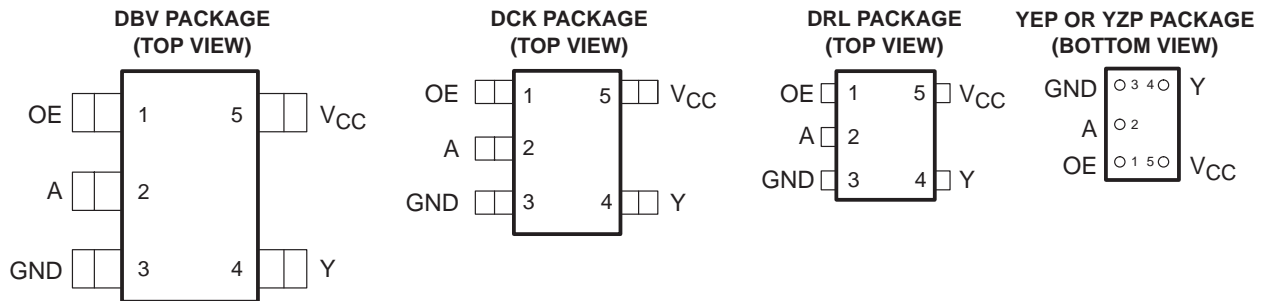 DBV PACKAGE
(TOP VIEW)
OE 1 5 VCC
A 2
GND 3 4 Y
DCK PACKAGE
(TOP VIEW)
OE 1 5 VCC
A 2
GND 3 4 Y
DRL PACKAGE
(TOP VIEW)
OE 1 5 VCC
A 2
GND 3 4 Y
YEP OR YZP PACKAGE
(BOTTOM VIEW)
GND 3 4 Y
A 2
OE 1 5 VCC